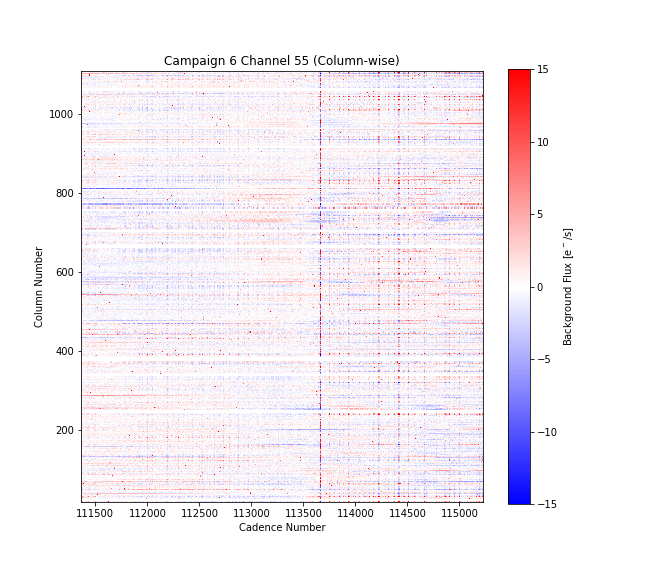 Campaign 6 Channel 55 (Column-wise)
1000
800
600
400
200
Column Number
111500 112000 112500 113000 113500 114000 114500 115000
Cadence Number
15
10
5
0
−5
−10
−15
Background Flux [e⁻/s]